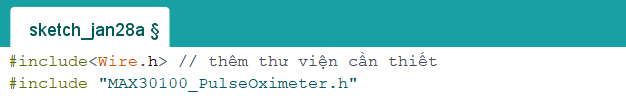 sketch_jan28a §
#include<Wire.h> // thêm thư viện cần thiết
#include "MAX30100_PulseOximeter.h"